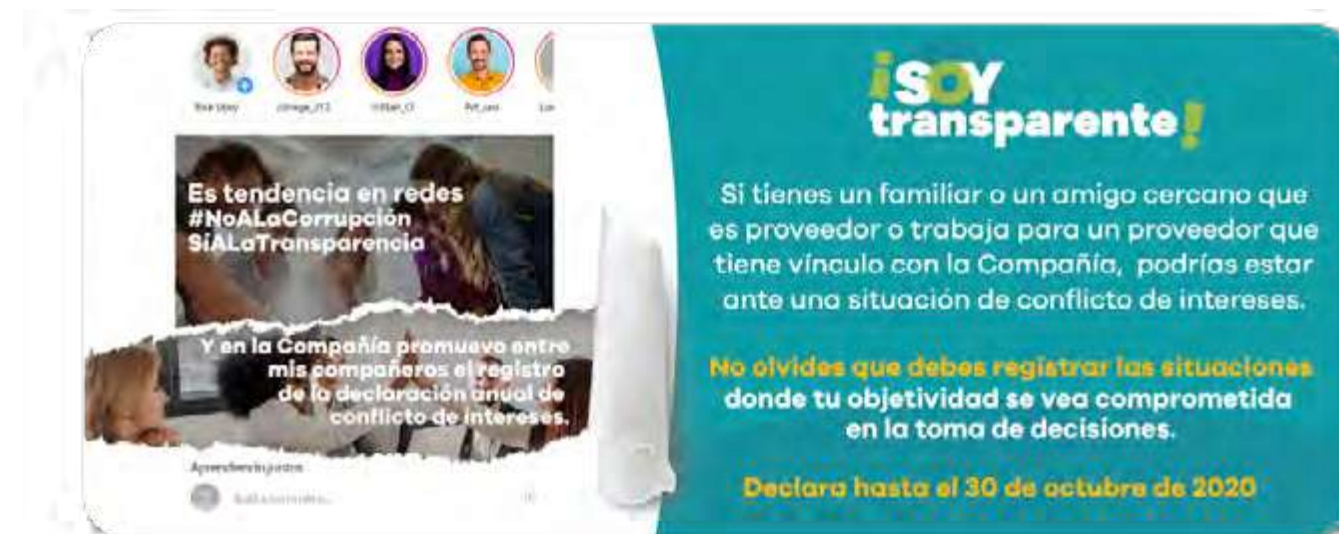 Your Story
Es tendencia en redes
#NoALaCorrupción
SíALaTransparencia
Y en la Compañía promuevo entre
mis compañeros el registro
de la declaración anual de
conflicto de intereses.
¡SOY
transparente!
Si tienes un familiar o un amigo cercano que
es proveedor o trabaja para un proveedor que
tiene vínculo con la Compañía, podrías estar
ante una situación de conflicto de intereses.
No olvides que debes registrar las situaciones
donde tu objetividad se vea comprometida
en la toma de decisiones.
Declara hasta el 30 de octubre de 2020